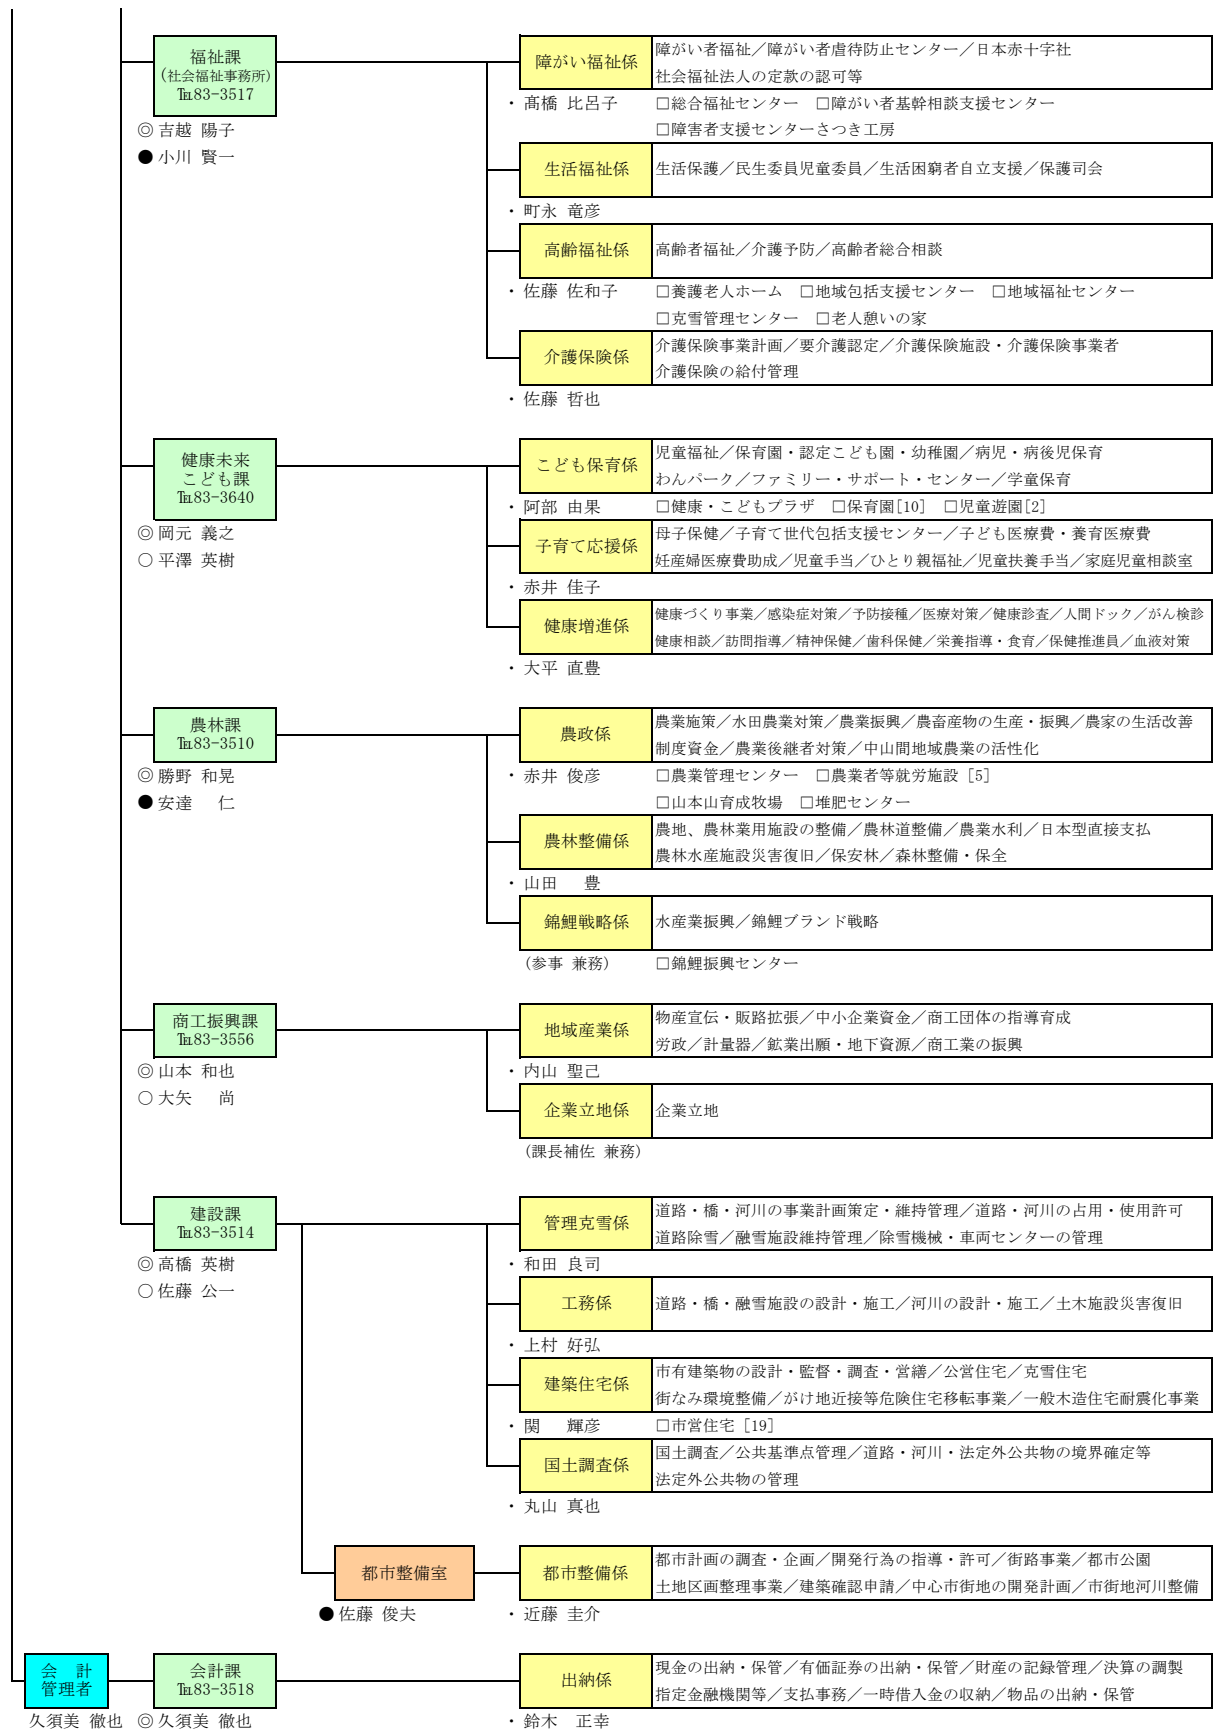 福祉課
(社会福祉事務所)
℡83-3517
◎ 吉越 陽子
● 小川 賢一
障がい福祉係
障がい者福祉／障がい者虐待防止センター／日本赤十字社
社会福祉法人の定款の認可等
・ 髙橋 比呂子 □総合福祉センター □障がい者基幹相談支援センター
□障害者支援センターさつき工房
生活福祉係
生活保護／民生委員児童委員／生活困窮者自立支援／保護司会
・ 町永 竜彦
高齢福祉係
高齢者福祉／介護予防／高齢者総合相談
・ 佐藤 佐和子 □養護老人ホーム □地域包括支援センター □地域福祉センター
□克雪管理センター □老人憩いの家
介護保険係
介護保険事業計画／要介護認定／介護保険施設・介護保険事業者
介護保険の給付管理
・ 佐藤 哲也
健康未来
こども課
℡83-3640
◎ 岡元 義之
○ 平澤 英樹
こども保育係
児童福祉／保育園・認定こども園・幼稚園／病児・病後児保育
わんパーク／ファミリー・サポート・センター／学童保育
・ 阿部 由果 □健康・こどもプラザ □保育園[10] □児童遊園[2]
子育て応援係
母子保健／子育て世代包括支援センター／子ども医療費・養育医療費
妊産婦医療費助成／児童手当／ひとり親福祉／児童扶養手当／家庭児童相談室
・ 赤井 佳子
健康増進係
健康づくり事業／感染症対策／予防接種／医療対策／健康診査／人間ドック／がん検診
健康相談／訪問指導／精神保健／歯科保健／栄養指導・食育／保健推進員／血液対策
・ 大平 直豊
農林課
℡83-3510
◎ 勝野 和晃
● 安達 仁
農政係
農業施策／水田農業対策／農業振興／農畜産物の生産・振興／農家の生活改善
制度資金／農業後継者対策／中山間地域農業の活性化
・ 赤井 俊彦 □農業管理センター □農業者等就労施設［5］
□山本山育成牧場 □堆肥センター
農林整備係
農地、農林業用施設の整備／農林道整備／農業水利／日本型直接支払
農林水産施設災害復旧／保安林／森林整備・保全
・ 山田 豊
錦鯉戦略係
水産業振興／錦鯉ブランド戦略
(参事 兼務) □錦鯉振興センター
商工振興課
℡83-3556
◎ 山本 和也
○ 大矢 尚
地域産業係
物産宣伝・販路拡張／中小企業資金／商工団体の指導育成
労政／計量器／鉱業出願・地下資源／商工業の振興
・ 内山 聖己
企業立地係
企業立地
(課長補佐 兼務)
建設課
℡83-3514
◎ 高橋 英樹
○ 佐藤 公一
管理克雪係
道路・橋・河川の事業計画策定・維持管理／道路・河川の占用・使用許可
道路除雪／融雪施設維持管理／除雪機械・車両センターの管理
・ 和田 良司
工務係
道路・橋・融雪施設の設計・施工／河川の設計・施工／土木施設災害復旧
・ 上村 好弘
建築住宅係
市有建築物の設計・監督・調査・営繕／公営住宅／克雪住宅
街なみ環境整備／がけ地近接等危険住宅移転事業／一般木造住宅耐震化事業
・ 関 輝彦 □市営住宅［19］
国土調査係
国土調査／公共基準点管理／道路・河川・法定外公共物の境界確定等
法定外公共物の管理
・ 丸山 真也
都市整備室
● 佐藤 俊夫
都市整備係
都市計画の調査・企画／開発行為の指導・許可／街路事業／都市公園
土地区画整理事業／建築確認申請／中心市街地の開発計画／市街地河川整備
・ 近藤 圭介
会 計
管理者
久須美 徹也
会計課
℡83-3518
◎ 久須美 徹也
出納係
現金の出納・保管／有価証券の出納・保管／財産の記録管理／決算の調製
指定金融機関等／支払事務／一時借入金の収納／物品の出納・保管
・ 鈴木 正幸